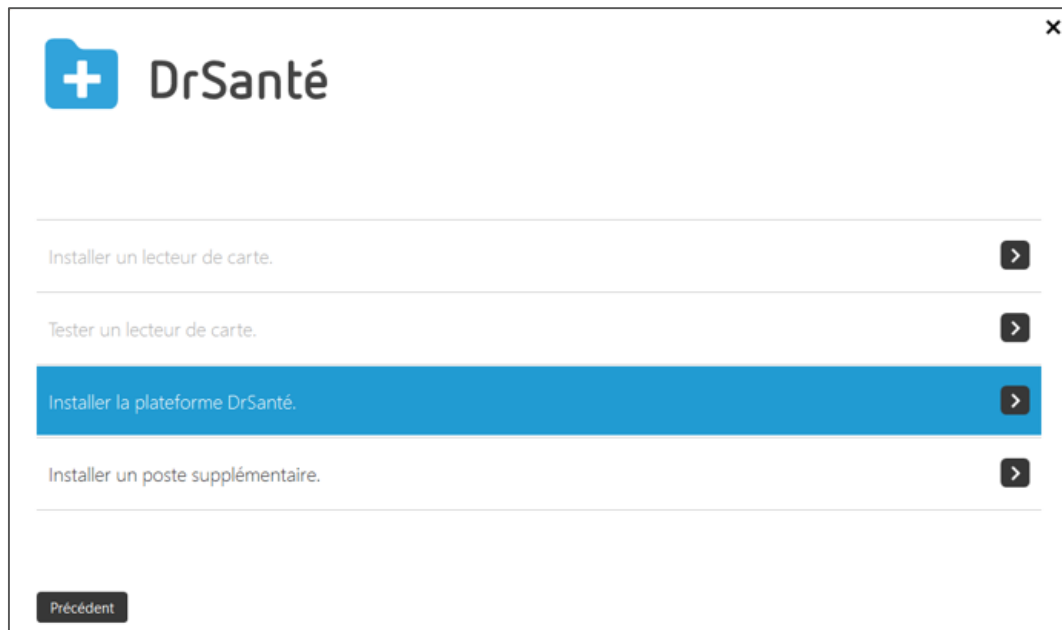 DrSanté
Installer un lecteur de carte.
Tester un lecteur de carte.
Installer la plateforme DrSanté.
Installer un poste supplémentaire.
Précédent